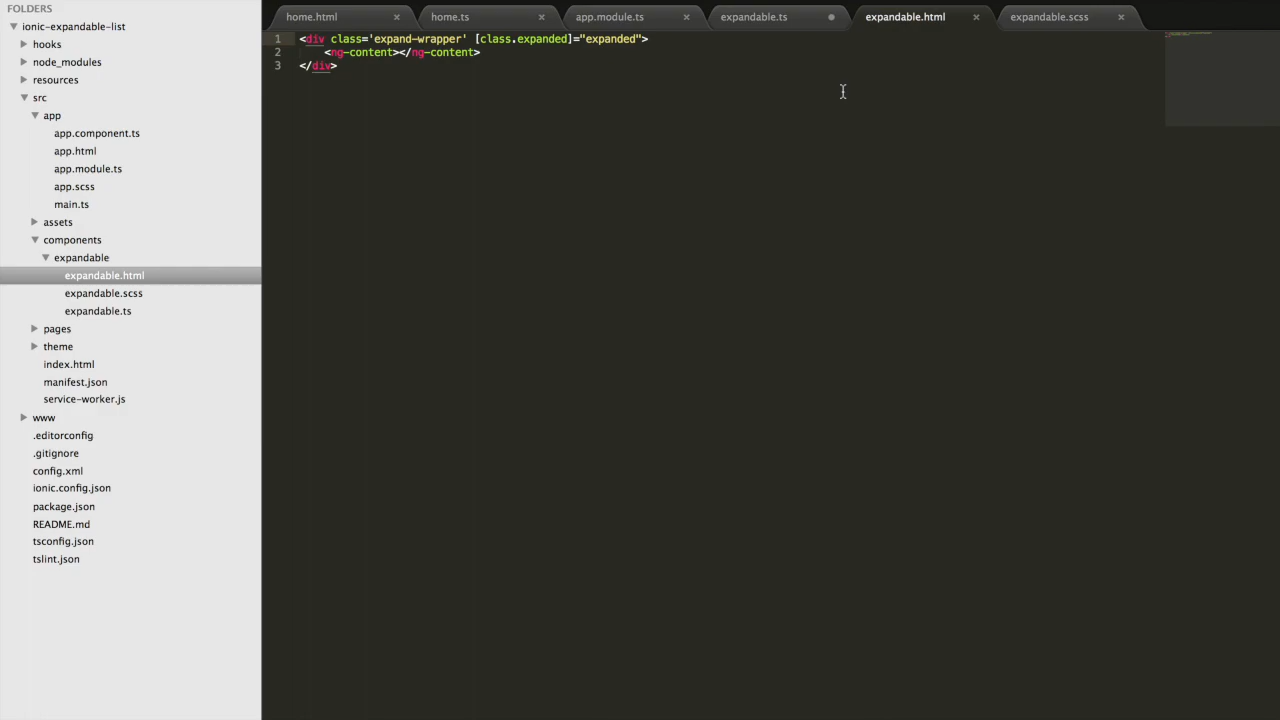 FOLDERS
ionic-expandable-list
hooks
node_modules
resources
src
app
app.component.ts
app.html
app.module.ts
app.scss
main.ts
assets
components
expandable
expandable.html
expandable.scss
expandable.ts
pages
theme
index.html
manifest.json
service-worker.js
www
.editorconfig
.gitignore
config.xml
ionic.config.json
package.json
README.md
tsconfig.json
tslint.json
home.html × home.ts × app.module.ts × expandable.ts expandable.html × expandable.scss ×
1 <div class='expand-wrapper' [class.expanded]="expanded">
2 <ng-content></ng-content>
3 </div>